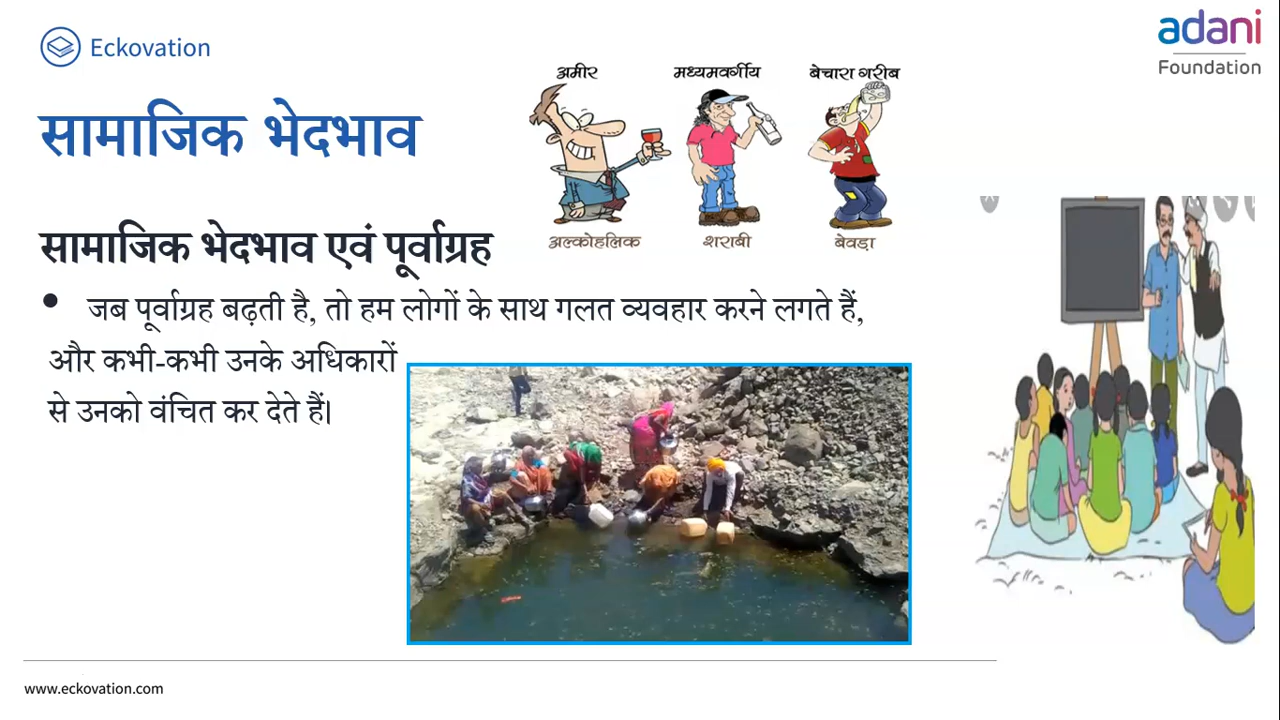 Eckovation
adani
Foundation
अमीर
मध्यमवर्गीय
बेचारा गरीब
सामाजिक भेदभाव
अल्कोहलिक
शराबी
बेवड़ा
सामाजिक भेदभाव एवं पूर्वाग्रह
• जब पूर्वाग्रह बढ़ती है, तो हम लोगों के साथ गलत व्यवहार करने लगते हैं,
और कभी-कभी उनके अधिकारों
से उनको वंचित कर देते हैं।
www.eckovation.com